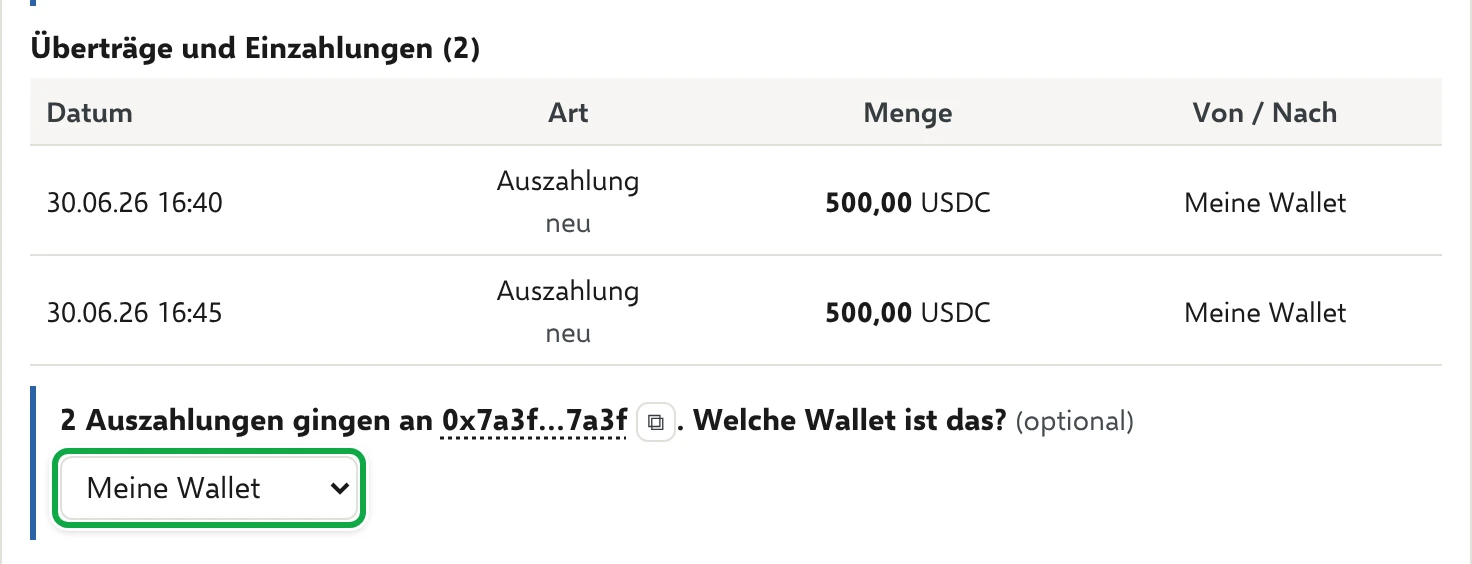 Überträge und Einzahlungen (2)
Datum Art Menge Von / Nach
30.06.26 16:40 Auszahlung neu 500,00 USDC Meine Wallet
30.06.26 16:45 Auszahlung neu 500,00 USDC Meine Wallet
2 Auszahlungen gingen an 0x7a3f...7a3f. Welche Wallet ist das? (optional)
Meine Wallet